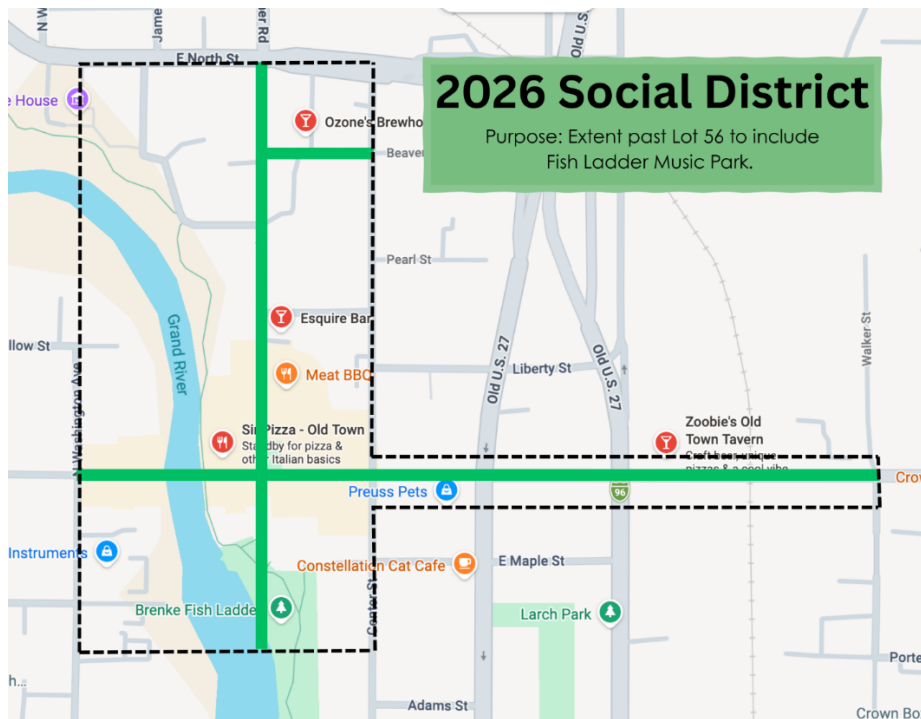 N W
Jame
er Rd
Old U.S.
E North St
2026 Social District
Purpose: Extent past Lot 56 to include
Fish Ladder Music Park.
e House
Ozone's Brewho
Beaver
Pearl St
Grand River
Esquire Bar
llow St
Old U.S. 27
Old U.S. 27
Liberty St
Walker St
Meat BBQ
N Washington Ave
Sir Pizza - Old Town
Standby for pizza &
other Italian basics
Zoobie's Old
Town Tavern
Craft beer, unique
pizzas & a cool vibe
Preuss Pets
96
Crow
Instruments
Constellation Cat Cafe
E Maple St
Brenke Fish Ladde
Center St
Larch Park
h...
Porte
Adams St
Crown Bo